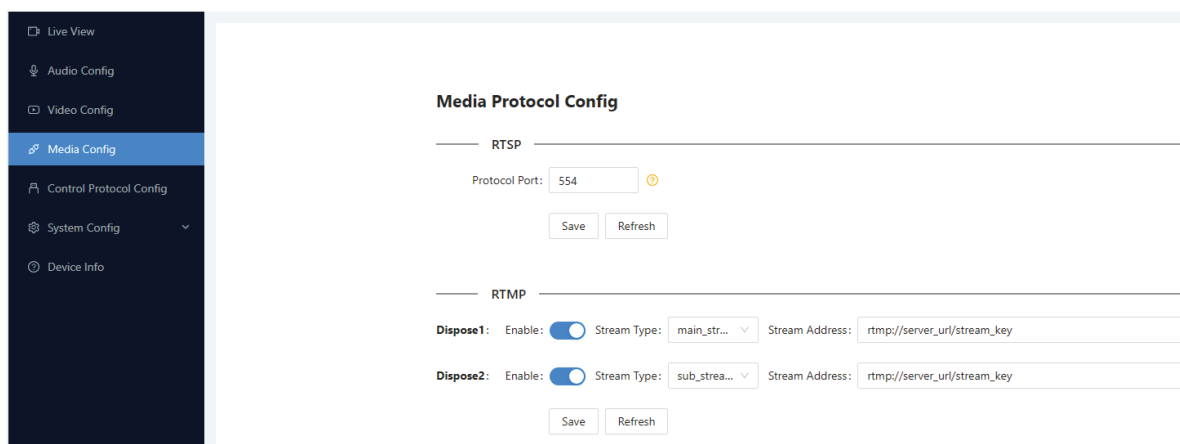 Live View
Audio Config
Video Config
Media Config
Control Protocol Config
System Config
Device Info
Media Protocol Config
RTSP
Protocol Port: 554
Save Refresh
RTMP
Dispose1: Enable: Stream Type: main_str... Stream Address: rtmp://server_url/stream_key
Dispose2: Enable: Stream Type: sub_strea... Stream Address: rtmp://server_url/stream_key
Save Refresh